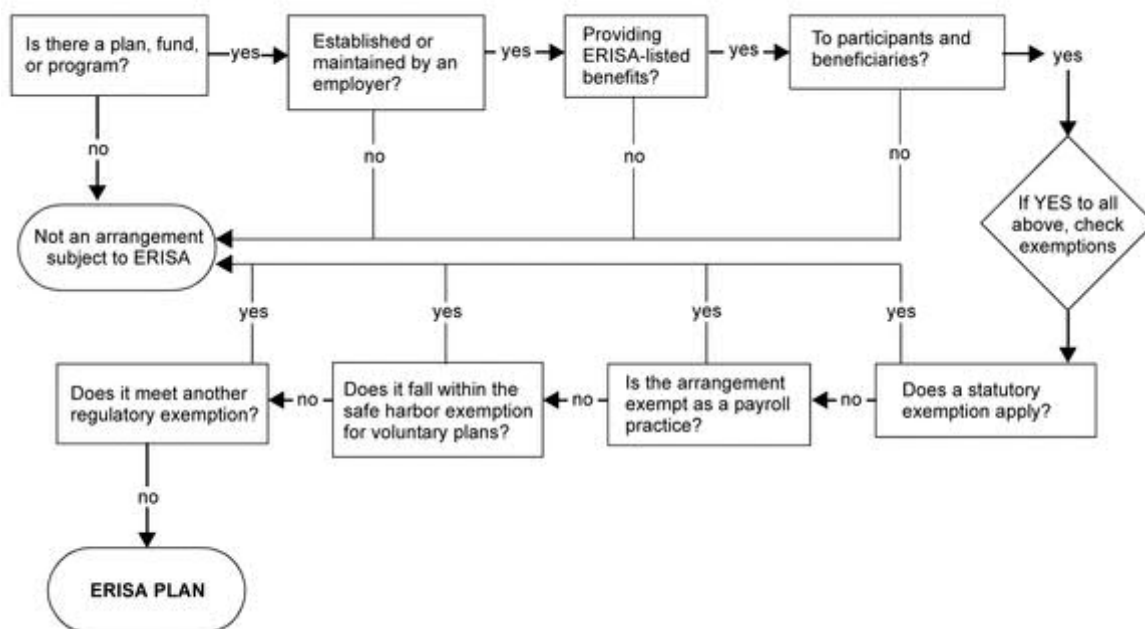 Is there a plan, fund,
or program?
yes
Established or
maintained by an
employer?
yes
Providing
ERISA-listed
benefits?
yes
To participants and
beneficiaries?
yes
no
no
no
no
If YES to all
above, check
exemptions
Not an arrangement
subject to ERISA
yes
yes
yes
yes
Does it meet another
regulatory exemption?
no
Does it fall within the
safe harbor exemption
for voluntary plans?
no
Is the arrangement
exempt as a payroll
practice?
no
Does a statutory
exemption apply?
no
ERISA PLAN